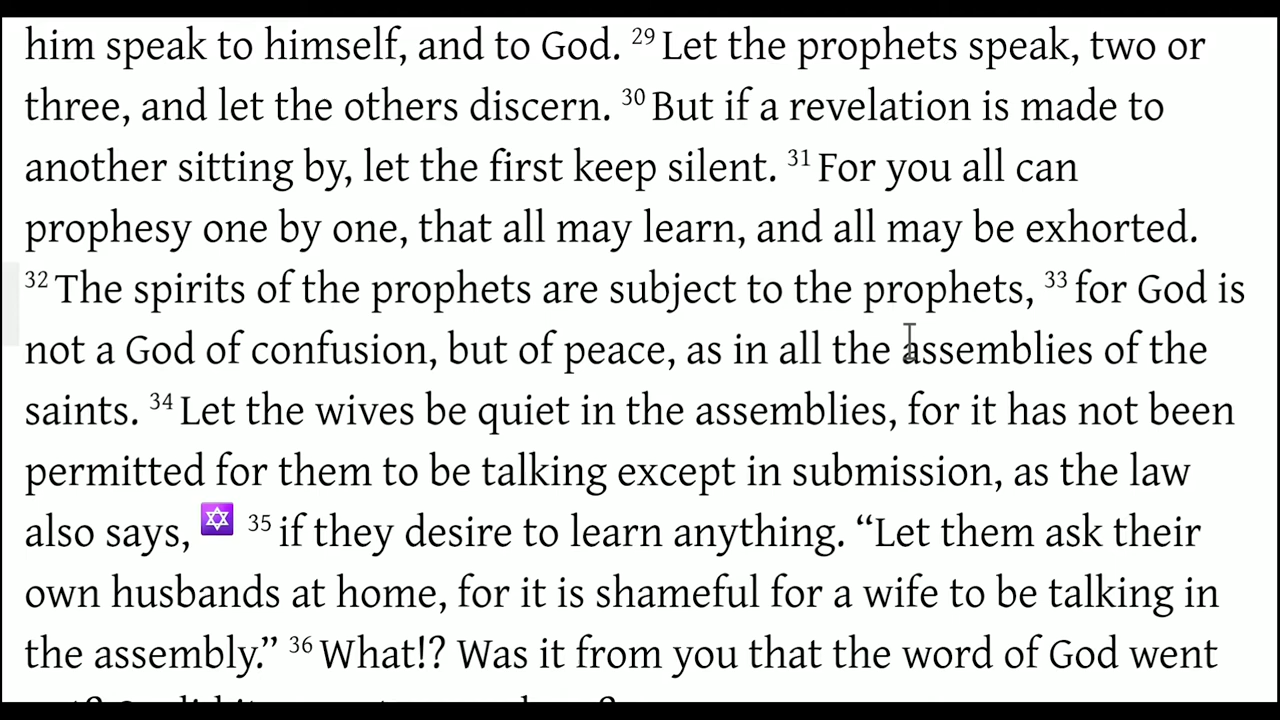 him speak to himself, and to God. 29 Let the prophets speak, two or
three, and let the others discern. 30 But if a revelation is made to
another sitting by, let the first keep silent. 31 For you all can
prophesy one by one, that all may learn, and all may be exhorted.
32 The spirits of the prophets are subject to the prophets, 33 for God is
not a God of confusion, but of peace, as in all the assemblies of the
saints. 34 Let the wives be quiet in the assemblies, for it has not been
permitted for them to be talking except in submission, as the law
also says, 🔯 35 if they desire to learn anything. “Let them ask their
own husbands at home, for it is shameful for a wife to be talking in
the assembly.” 36 What!? Was it from you that the word of God went